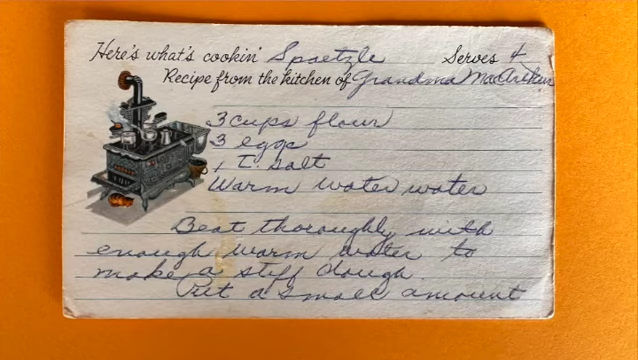 Here's what's cookin' Spaetzle Serves 4
Recipe from the kitchen of Grandma MacArthur
3 cups flour
3 eggs
1 T. salt
Warm water water
Beat thoroughly with
enough warm water to
make a stiff dough.
Put a small amount